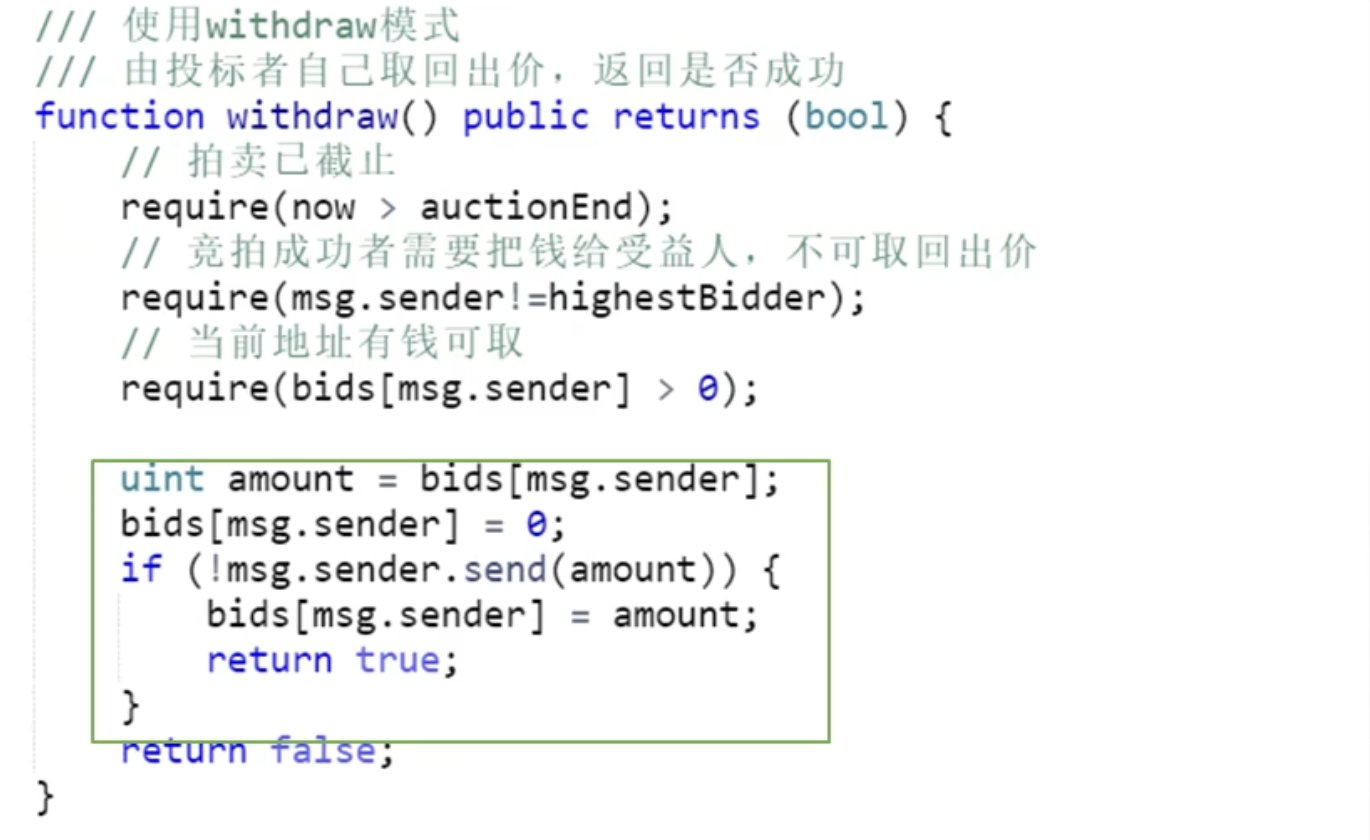 /// 使用withdraw模式
/// 由投标者自己取回出价，返回是否成功
function withdraw() public returns (bool) {
// 拍卖已截止
require(now > auctionEnd);
// 竞拍成功者需要把钱给受益人，不可取回出价
require(msg.sender!=highestBidder);
// 当前地址有钱可取
require(bids[msg.sender] > 0);
uint amount = bids[msg.sender];
bids[msg.sender] = 0;
if (!msg.sender.send(amount)) {
bids[msg.sender] = amount;
return true;
}
return false;
}